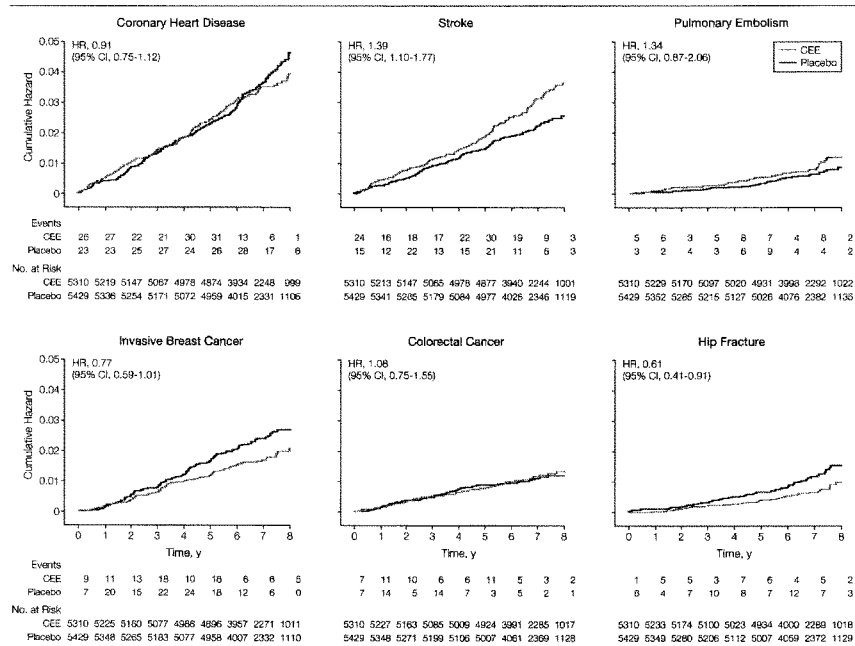 Coronary Heart Disease
HR, 0.91
(95% CI, 0.75-1.12)
0.05
0.04
0.03
0.02
0.01
0
Cumulative Hazard
Events
CEE 26 27 22 21 30 31 13 6 1
Placebo 23 23 25 27 24 26 28 17 6
No. at Risk
CEE 5310 5219 5147 5067 4978 4874 3934 2248 999
Placebo 5429 5336 5254 5171 5072 4959 4015 2331 1106
Stroke
HR, 1.39
(95% CI, 1.10-1.77)
24 16 18 17 22 30 19 9 3
15 12 22 13 15 21 11 6 3
5310 5213 5147 5065 4978 4877 3940 2244 1001
5429 5341 5265 5179 5084 4977 4026 2346 1119
Pulmonary Embolism
HR, 1.34
(95% CI, 0.87-2.06)
CEE
Placebo
5 6 3 5 8 7 4 8 2
3 2 4 3 6 9 4 4 2
5310 5229 5170 5097 5020 4931 3993 2292 1022
5429 5352 5265 5215 5127 5026 4076 2382 1135
Invasive Breast Cancer
HR, 0.77
(95% CI, 0.59-1.01)
0.05
0.04
0.03
0.02
0.01
0
Cumulative Hazard
0 1 2 3 4 5 6 7 8
Time, y
Events
CEE 9 11 13 18 10 16 6 6 5
Placebo 7 20 15 22 24 18 12 6 0
No. at Risk
CEE 5310 5225 5160 5077 4986 4896 3957 2271 1011
Placebo 5429 5348 5265 5183 5077 4958 4007 2332 1110
Colorectal Cancer
HR, 1.08
(95% CI, 0.75-1.55)
0 1 2 3 4 5 6 7 8
Time, y
7 11 10 6 6 11 5 3 2
7 14 5 14 7 3 5 2 1
5310 5227 5163 5085 5009 4924 3991 2285 1017
5429 5348 5271 5199 5106 5007 4061 2369 1128
Hip Fracture
HR, 0.61
(95% CI, 0.41-0.91)
0 1 2 3 4 5 6 7 8
Time, y
1 5 5 3 7 6 4 5 2
6 4 7 10 8 7 12 7 3
5310 5233 5174 5100 5023 4934 4000 2289 1018
5429 5349 5280 5206 5112 5007 4059 2372 1129